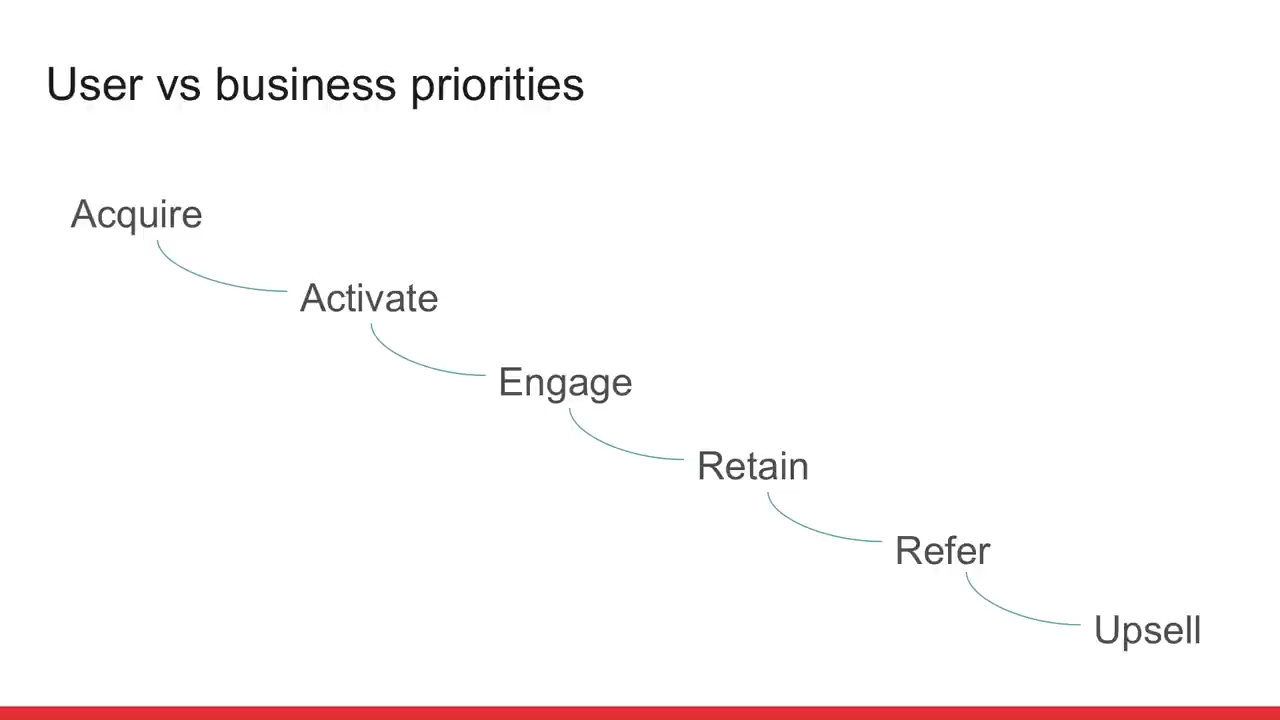 User vs business priorities
Acquire
Activate
Engage
Retain
Refer
Upsell